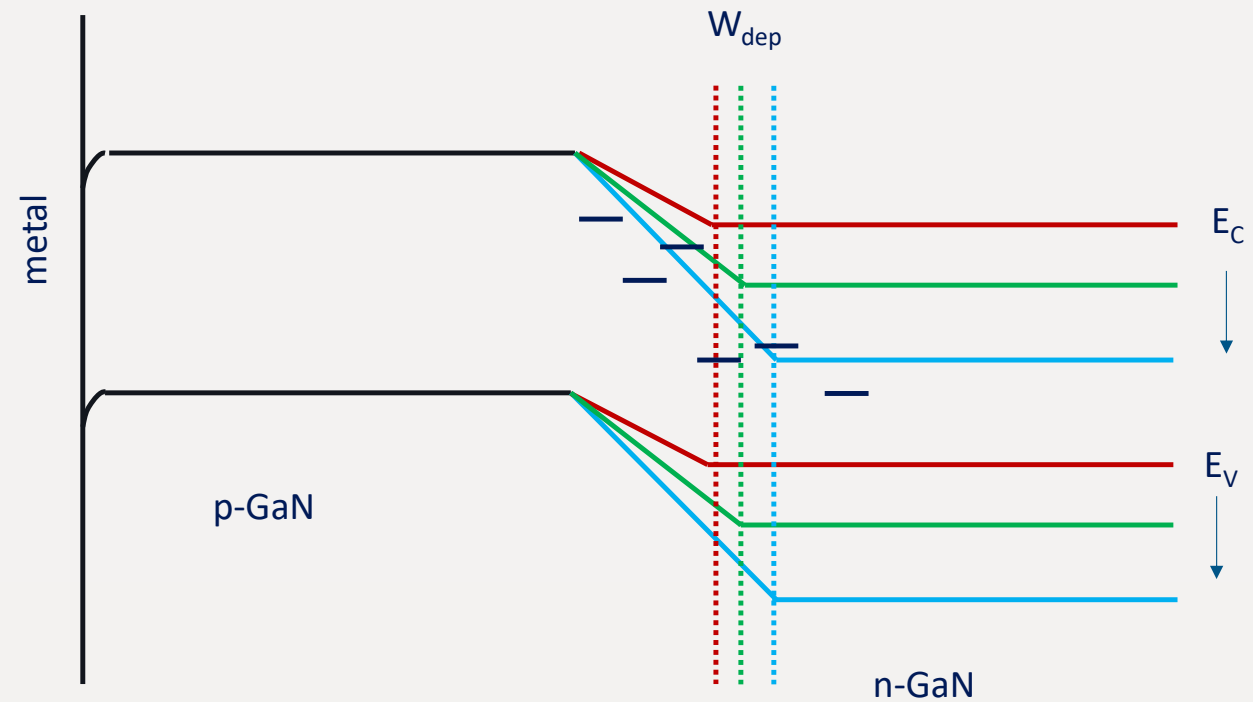 W_dep
metal
E_C
E_V
p-GaN
n-GaN